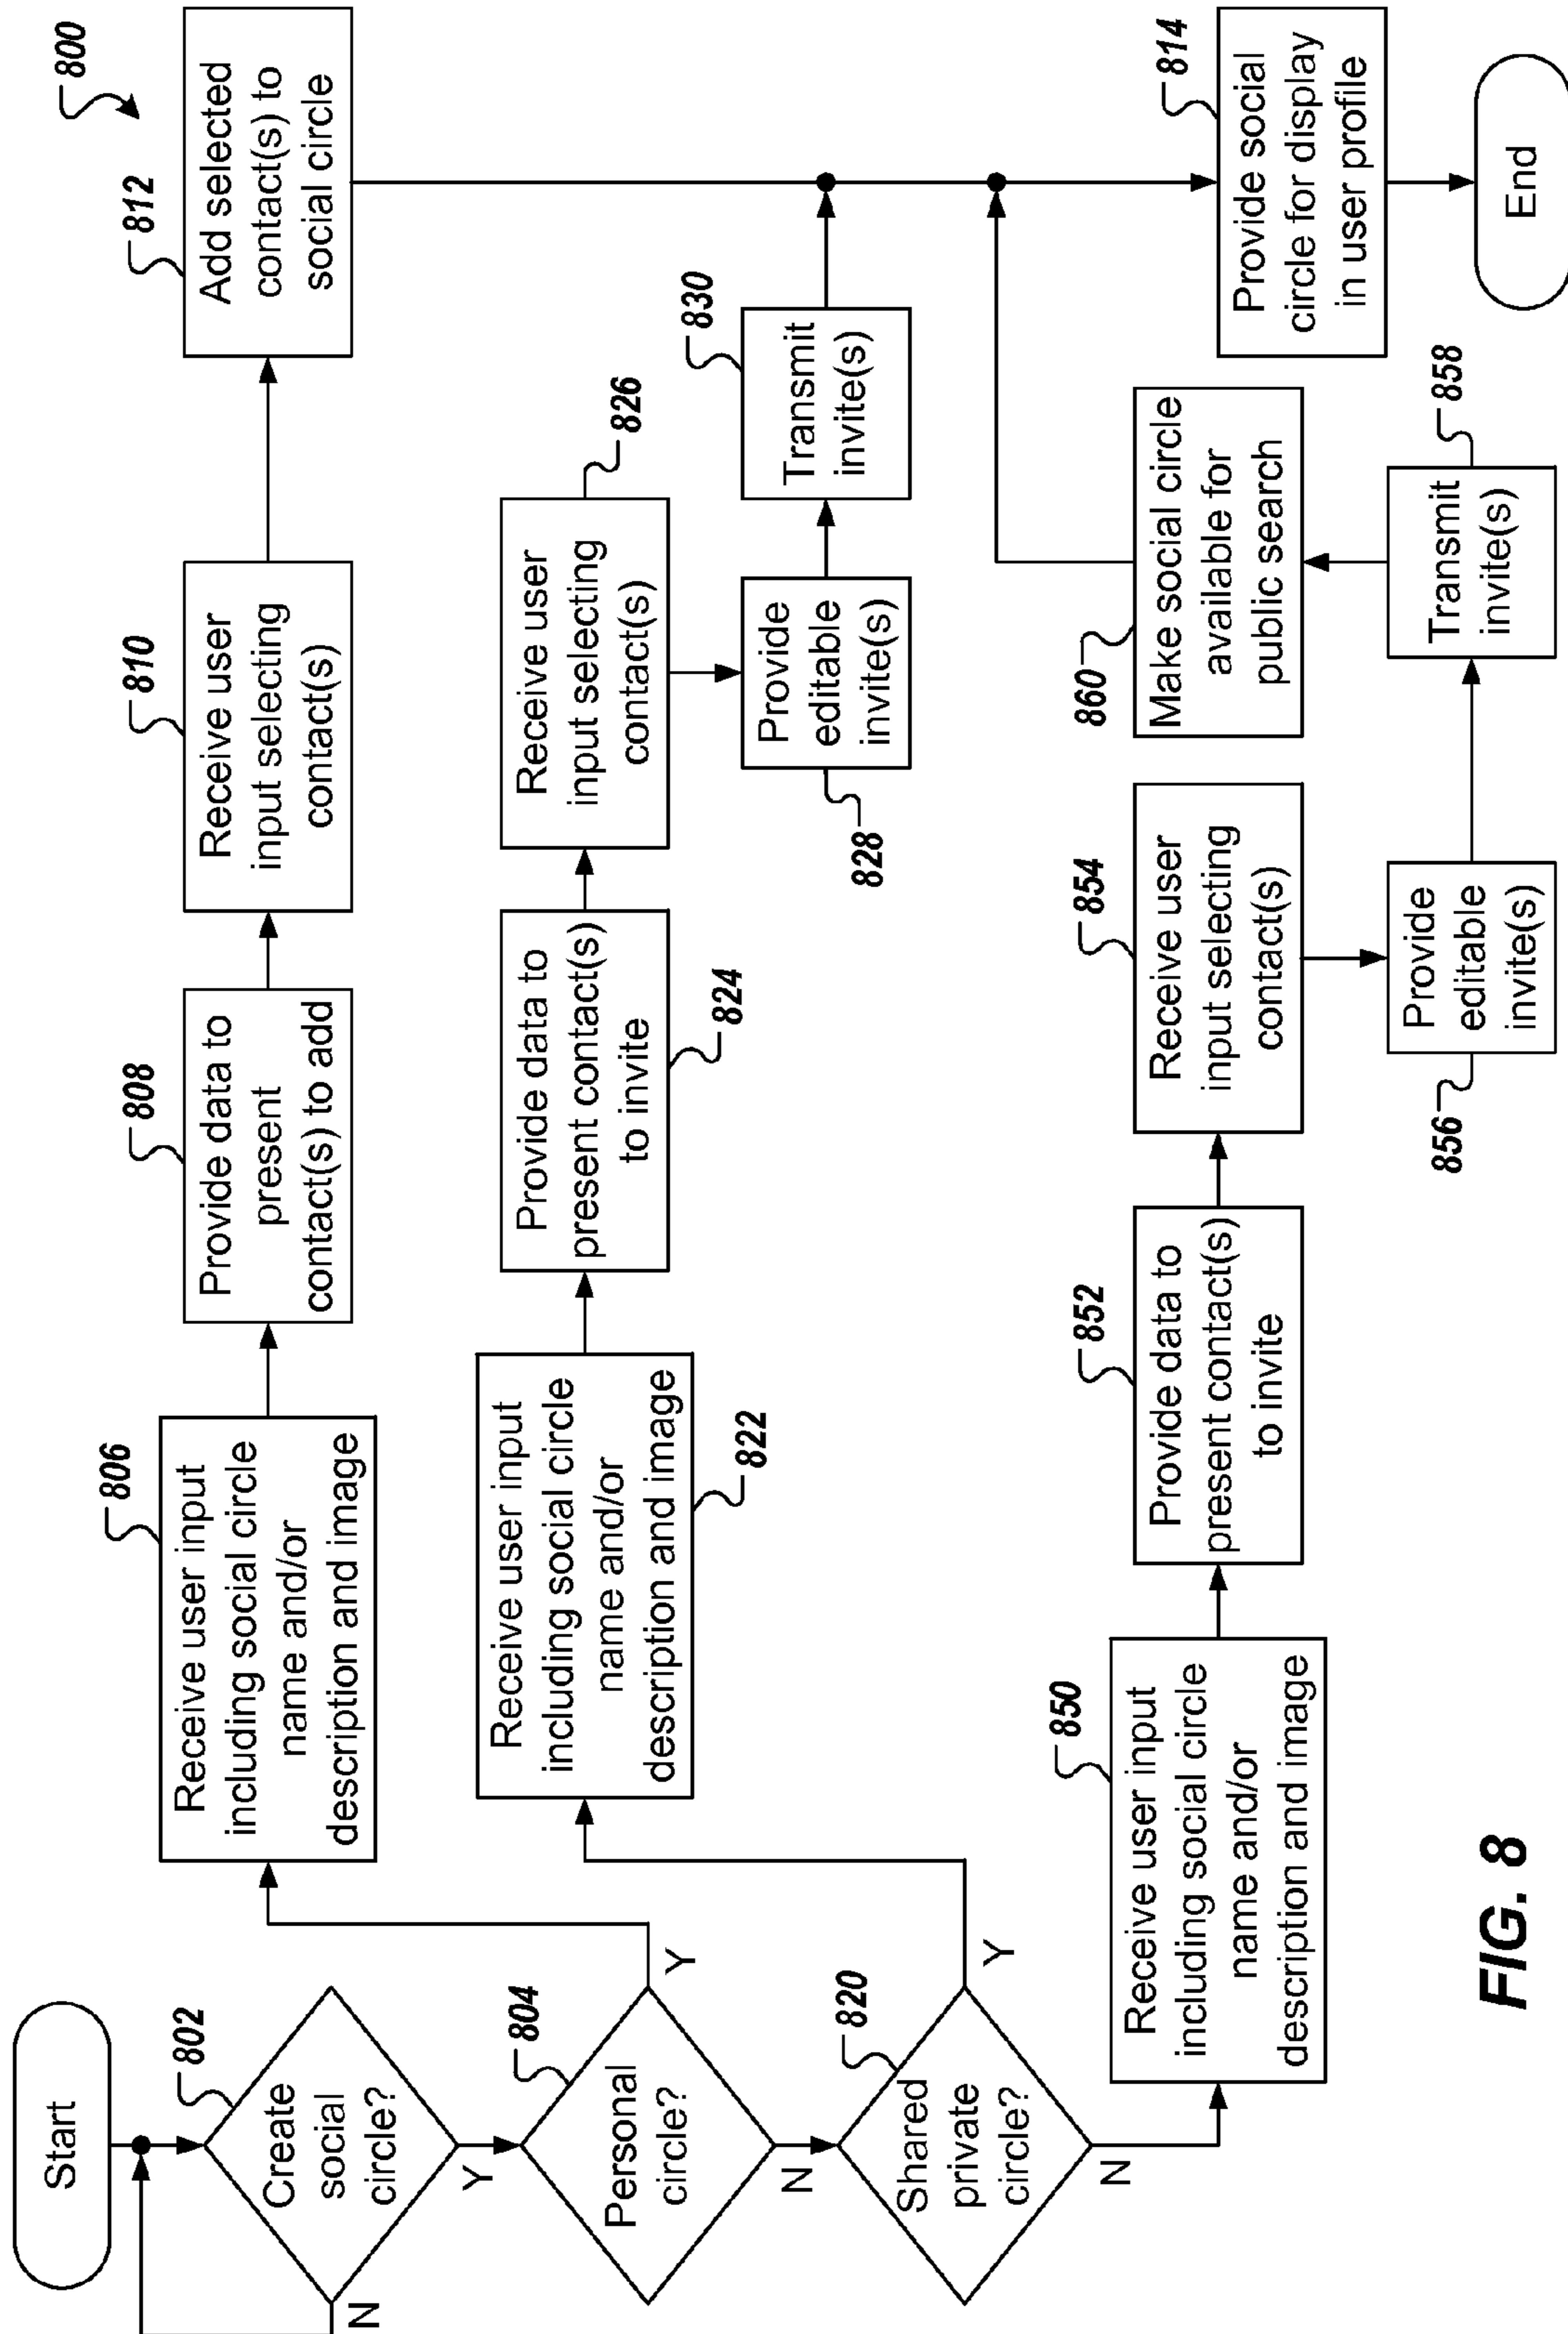 800
Start
802
Create
social
circle?
N
Y
804
Personal
circle?
Y
N
820
Shared
private
circle?
Y
N
806
Receive user input
including social circle
name and/or
description and image
808
Provide data to
present
contact(s) to add
810
Receive user
input selecting
contact(s)
812
Add selected
contact(s) to
social circle
822
Receive user input
including social circle
name and/or
description and image
824
Provide data to
present contact(s)
to invite
826
Receive user
input selecting
contact(s)
828
Provide
editable
invite(s)
830
Transmit
invite(s)
850
Receive user input
including social circle
name and/or
description and image
852
Provide data to
present contact(s)
to invite
854
Receive user
input selecting
contact(s)
856
Provide
editable
invite(s)
858
Transmit
invite(s)
860
Make social circle
available for
public search
814
Provide social
circle for display
in user profile
End
FIG. 8